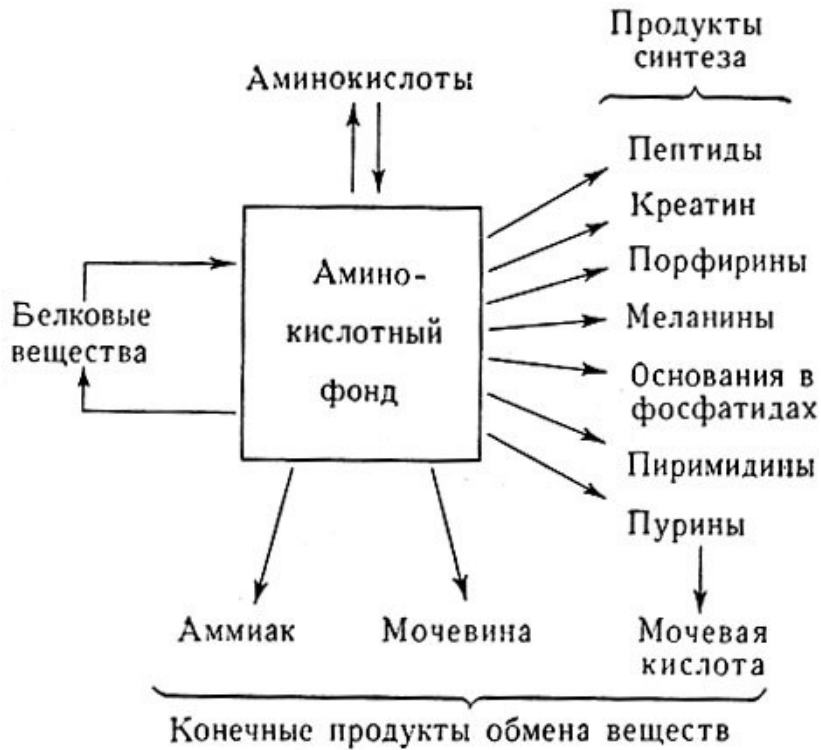 Продукты
синтеза
Аминокислоты
Пептиды
Креатин
Порфирины
Меланины
Основания в
фосфатидах
Пиримидины
Пурины
Амино-
кислотный
фонд
Белковые
вещества
Аммиак
Мочевина
Мочевая
кислота
Конечные продукты обмена веществ